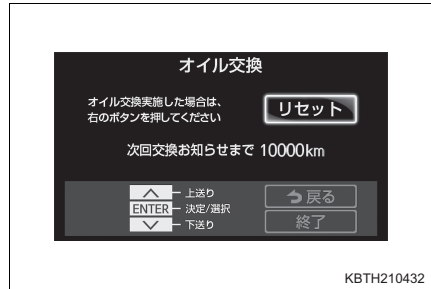 オイル交換
オイル交換実施した場合は、
右のボタンを押してください
リセット
次回交換お知らせまで 10000km
上送り
ENTER 決定/選択
下送り
戻る
終了
KBTH210432